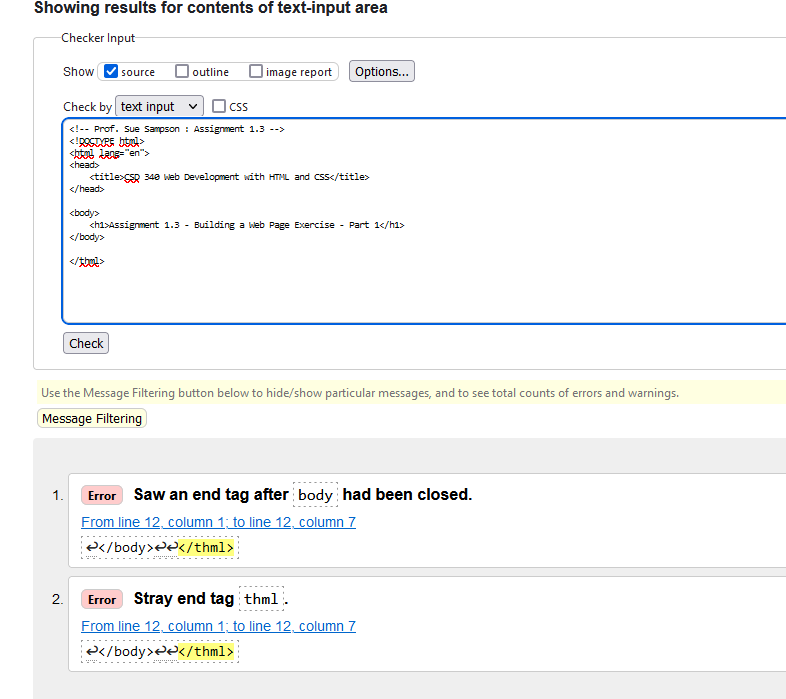 Showing results for contents of text-input area
Checker Input
Show source outline image report Options...
Check by text input CSS
<!-- Prof. Sue Sampson : Assignment 1.3 -->
<!DOCTYPE html>
<html lang="en">
<head>
<title>CSD 340 Web Development with HTML and CSS</title>
</head>
<body>
<h1>Assignment 1.3 - Building a Web Page Exercise - Part 1</h1>
</body>
</thml>
Check
Use the Message Filtering button below to hide/show particular messages, and to see total counts of errors and warnings.
Message Filtering
1. Error Saw an end tag after body had been closed.
From line 12, column 1; to line 12, column 7
↩</body>↩↩</thml>
2. Error Stray end tag thml.
From line 12, column 1; to line 12, column 7
↩</body>↩↩</thml>